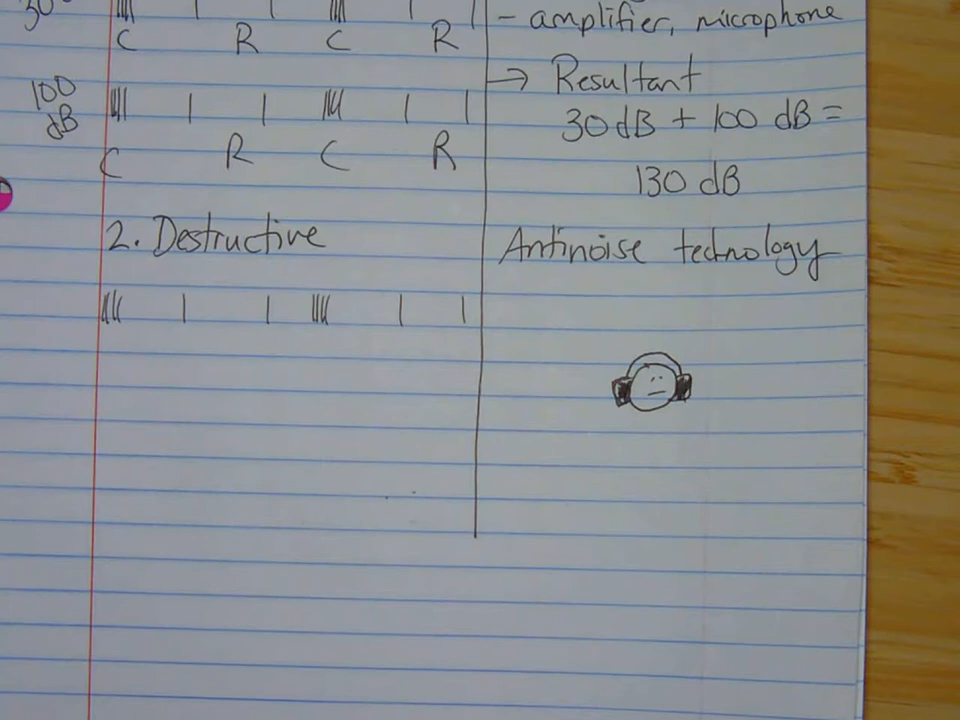 30
C R C R
- amplifier, microphone
100
dB
C R C R
→ Resultant
30 dB + 100 dB =
130 dB
2. Destructive
Antinoise technology